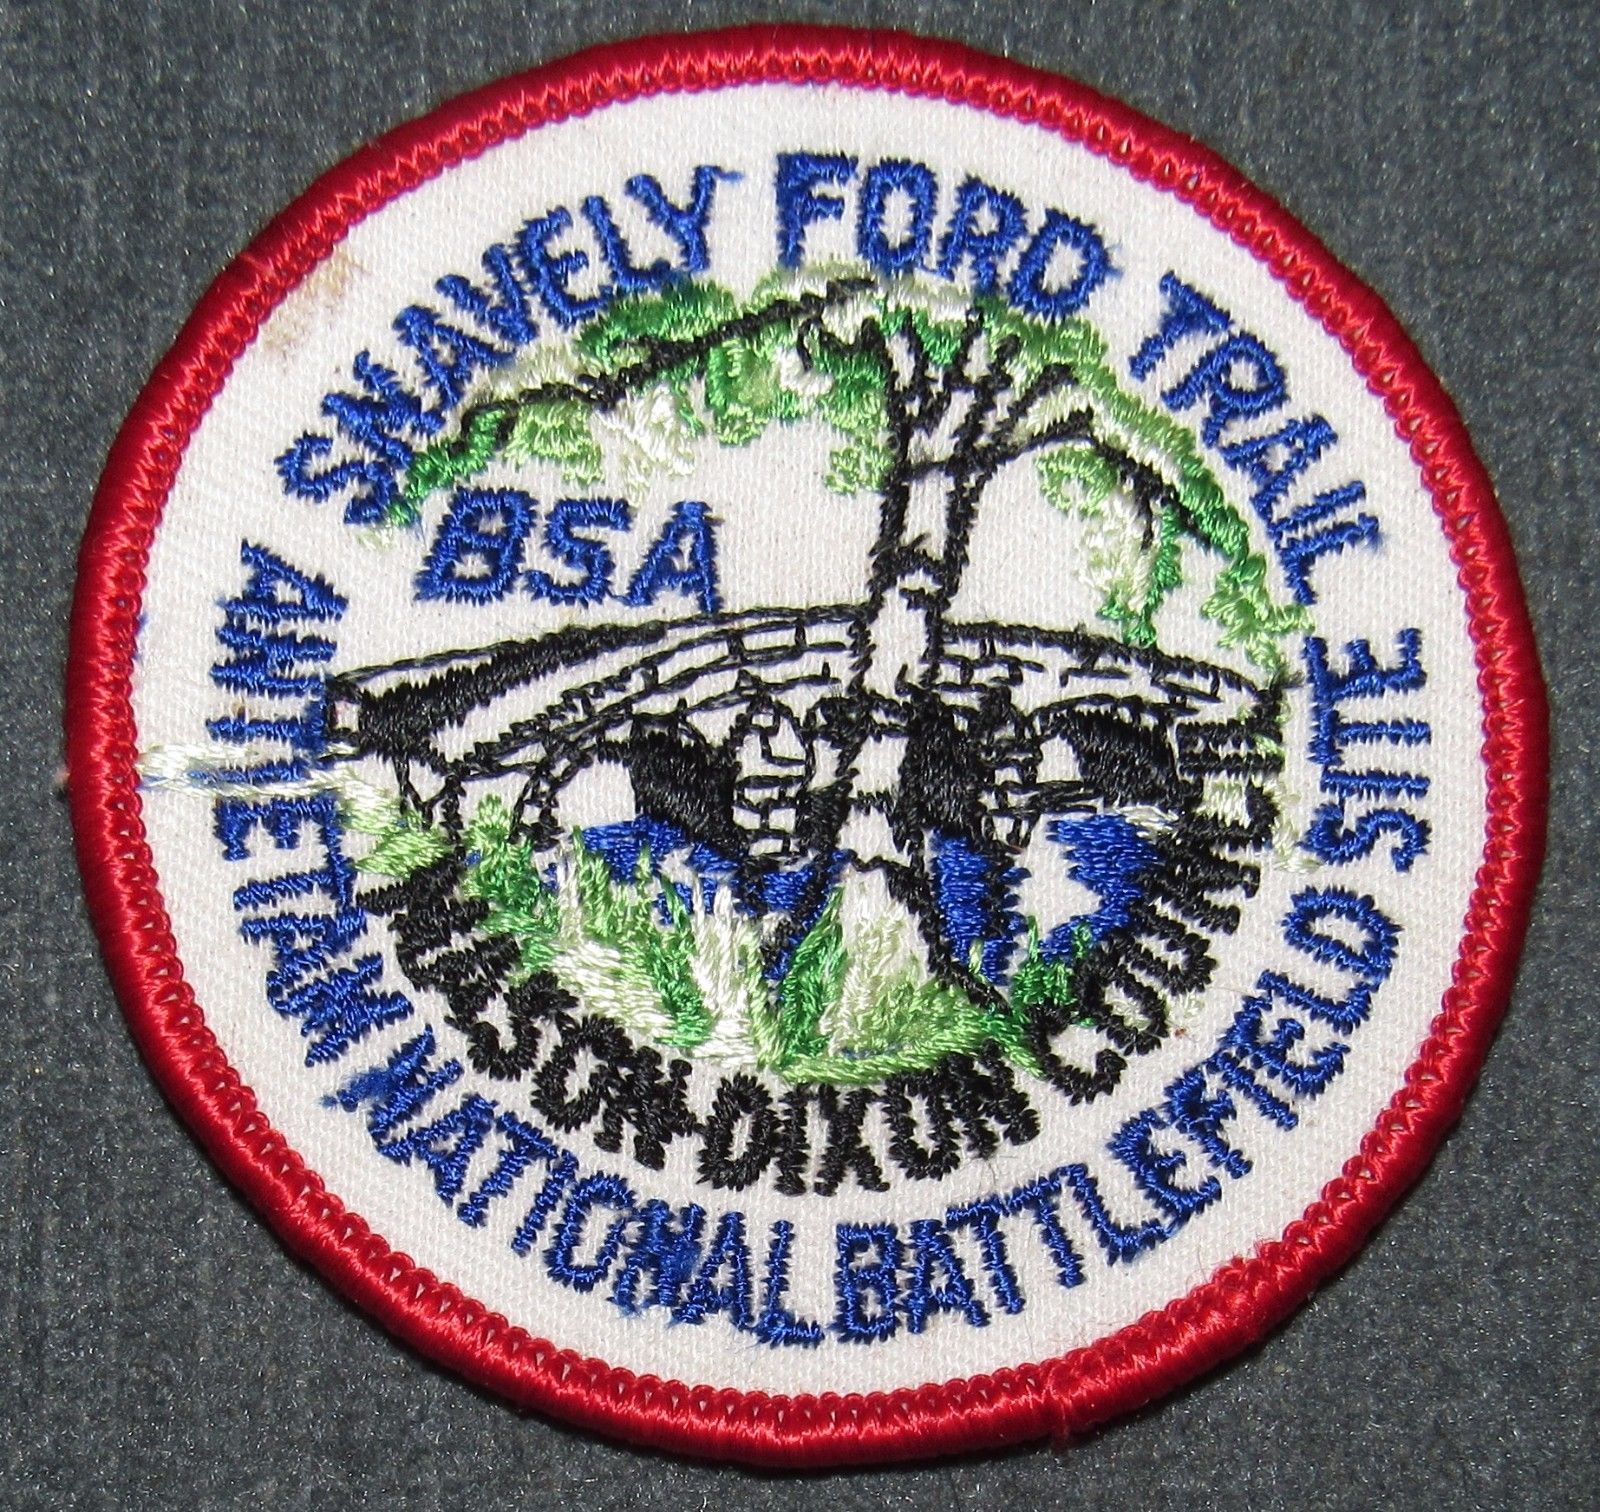 SNAVELY FORD TRAIL
BSA
MASON-DIXON COUNCIL
ANTIETAM NATIONAL BATTLEFIELD SITE